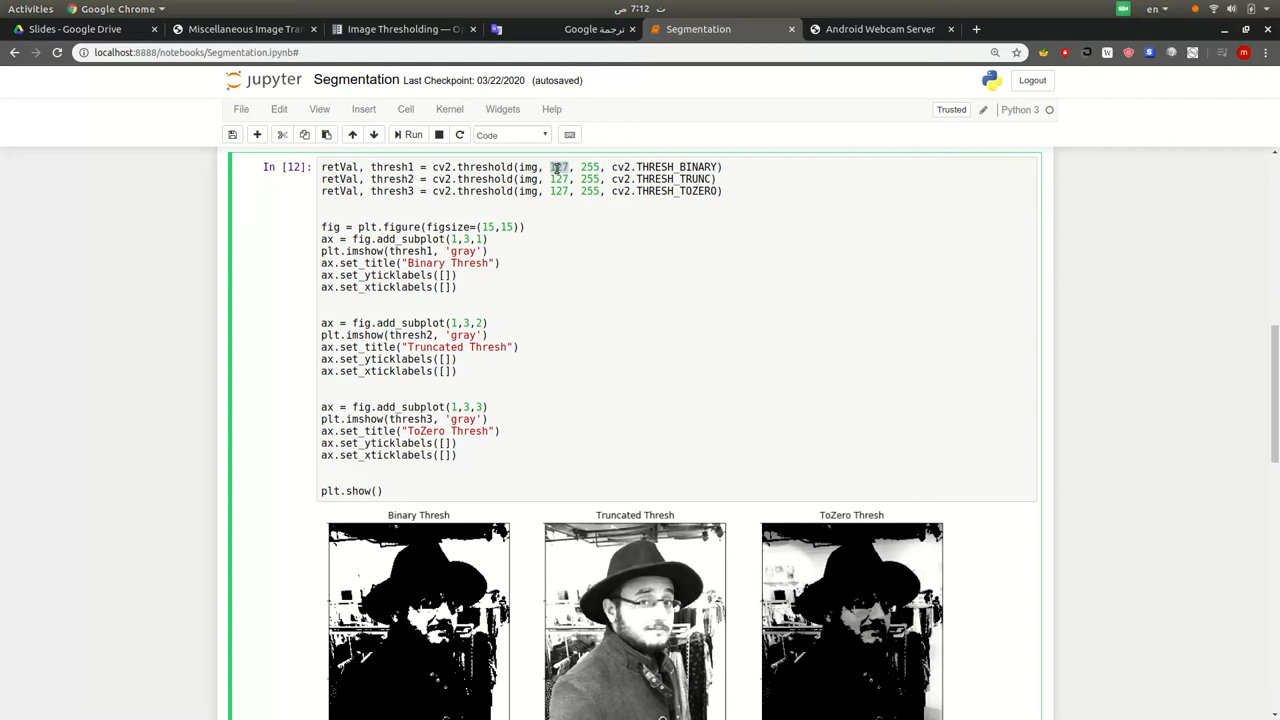 Activities
Google Chrome
ص 7:12 ت
en
Slides - Google Drive
Miscellaneous Image Tran
Image Thresholding — Op
ترجمة Google
Segmentation
Android Webcam Server
localhost:8888/notebooks/Segmentation.ipynb#
jupyter
Segmentation Last Checkpoint: 03/22/2020 (autosaved)
Logout
File Edit View Insert Cell Kernel Widgets Help
Trusted
Python 3
Run
Code
In [12]:
retVal, thresh1 = cv2.threshold(img, 127, 255, cv2.THRESH_BINARY)
retVal, thresh2 = cv2.threshold(img, 127, 255, cv2.THRESH_TRUNC)
retVal, thresh3 = cv2.threshold(img, 127, 255, cv2.THRESH_TOZERO)
fig = plt.figure(figsize=(15,15))
ax = fig.add_subplot(1,3,1)
plt.imshow(thresh1, 'gray')
ax.set_title("Binary Thresh")
ax.set_yticklabels([])
ax.set_xticklabels([])
ax = fig.add_subplot(1,3,2)
plt.imshow(thresh2, 'gray')
ax.set_title("Truncated Thresh")
ax.set_yticklabels([])
ax.set_xticklabels([])
ax = fig.add_subplot(1,3,3)
plt.imshow(thresh3, 'gray')
ax.set_title("ToZero Thresh")
ax.set_yticklabels([])
ax.set_xticklabels([])
plt.show()
Binary Thresh
Truncated Thresh
ToZero Thresh